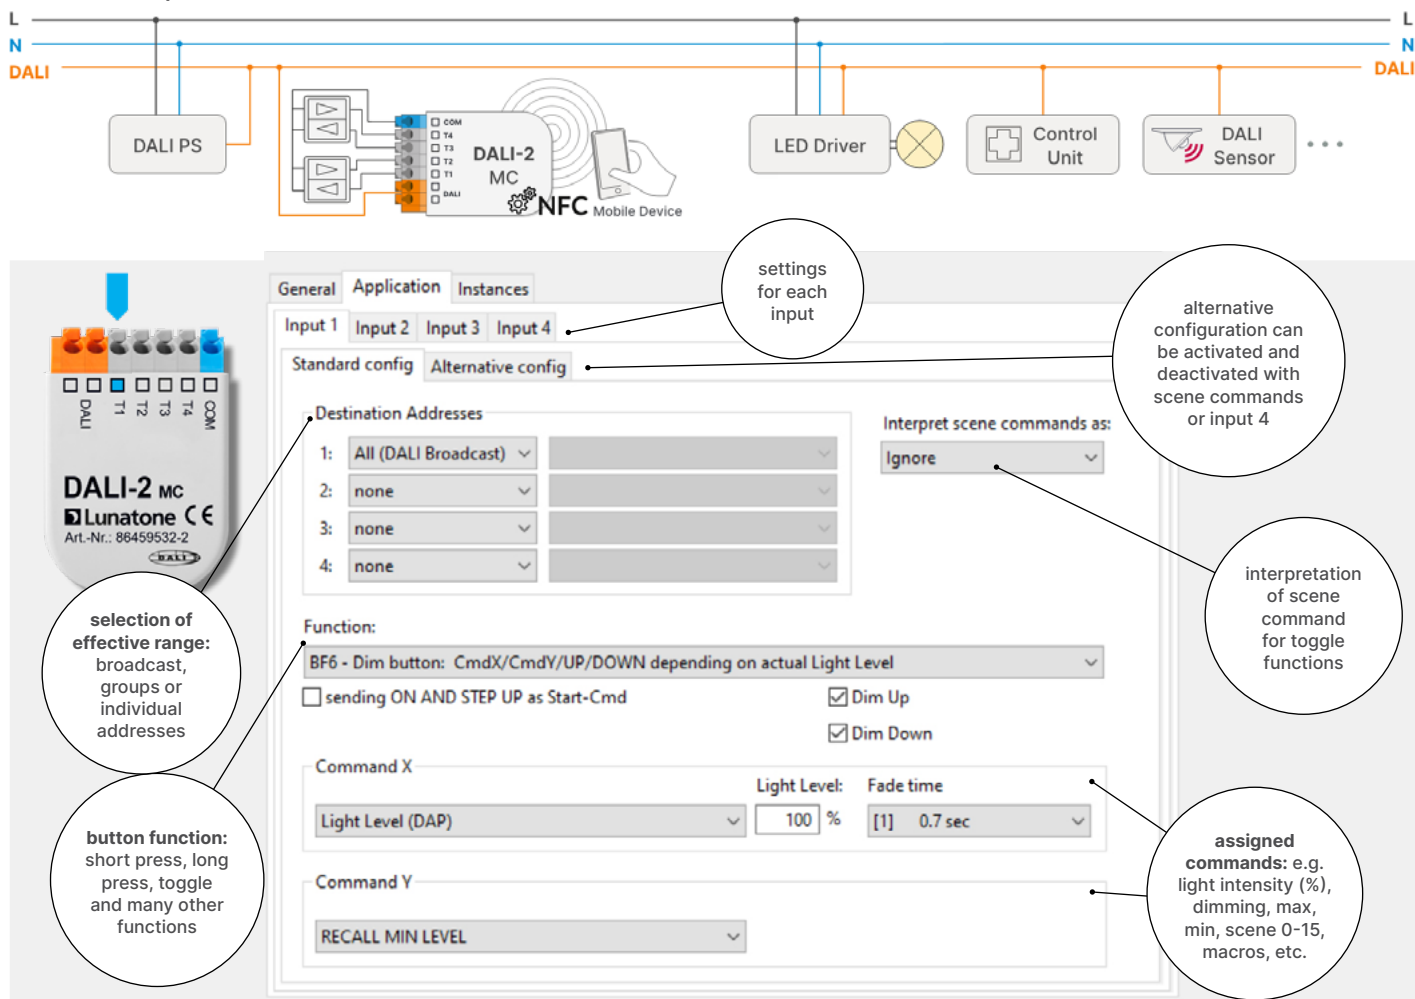 L
L
N
N
DALI
DALI
DALI PS
COM
T4
T3
T2
T1
DALI
DALI-2
MC
NFC Mobile Device
LED Driver
Control
Unit
DALI
Sensor
settings
for each
input
alternative
configuration can
be activated and
deactivated with
scene commands
or input 4
General Application Instances
Input 1 Input 2 Input 3 Input 4
Standard config Alternative config
DALI T1 T2 T3 T4 COM
DALI-2 MC
Lunatone CE
Art.-Nr.: 86459532-2
DALI
Destination Addresses
1: All (DALI Broadcast)
2: none
3: none
4: none
Interpret scene commands as:
Ignore
interpretation
of scene
command
for toggle
functions
selection of
effective range:
broadcast,
groups or
individual
addresses
Function:
BF6 - Dim button: CmdX/CmdY/UP/DOWN depending on actual Light Level
sending ON AND STEP UP as Start-Cmd
Dim Up
Dim Down
Command X
Light Level: Fade time
Light Level (DAP) 100 % [1] 0.7 sec
button function:
short press, long
press, toggle
and many other
functions
Command Y
RECALL MIN LEVEL
assigned
commands: e.g.
light intensity (%),
dimming, max,
min, scene 0-15,
macros, etc.